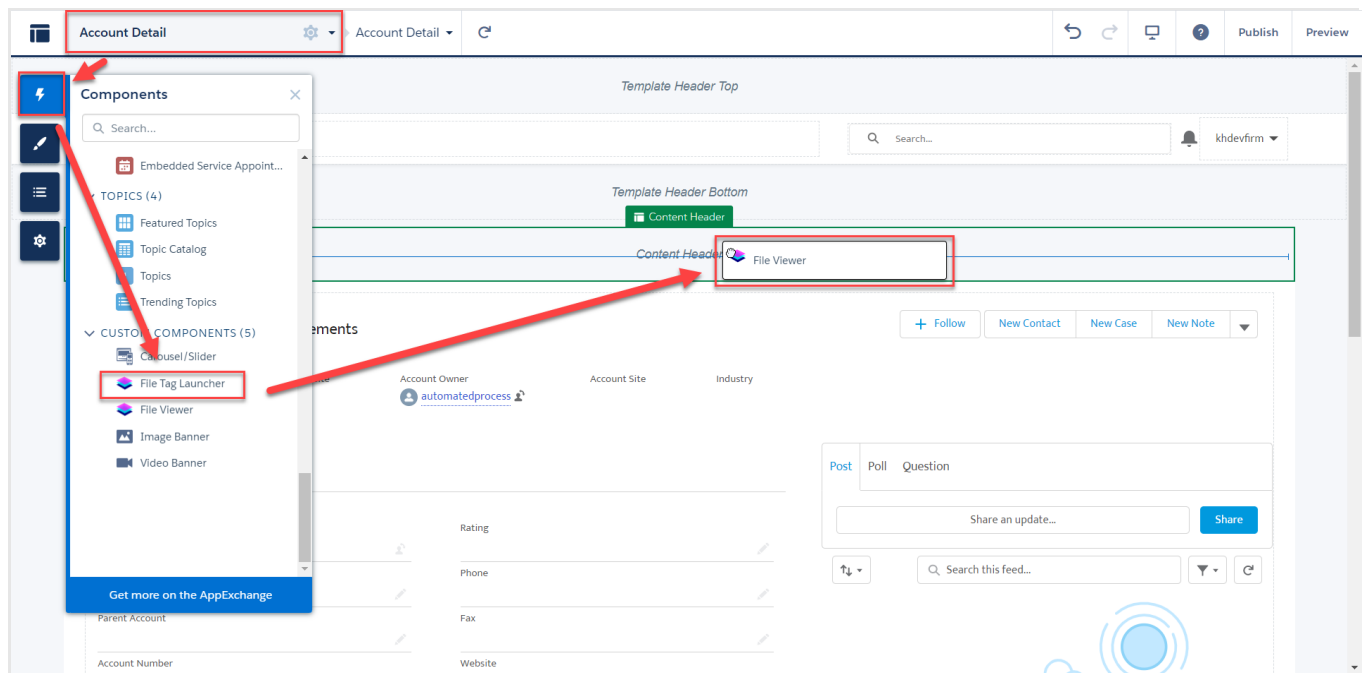 Account Detail
Account Detail
Publish
Preview
Template Header Top
Components
Search...
Search...
khdevfirm
Embedded Service Appoint...
TOPICS (4)
Template Header Bottom
Content Header
Featured Topics
Topic Catalog
Content Header
File Viewer
Topics
Trending Topics
CUSTOM COMPONENTS (5)
ements
Follow
New Contact
New Case
New Note
Carousel/Slider
File Tag Launcher
Account Owner
Account Site
Industry
automatedprocess
File Viewer
Image Banner
Video Banner
Post
Poll
Question
Share an update...
Share
Rating
Phone
Search this feed...
Get more on the AppExchange
Parent Account
Fax
Account Number
Website